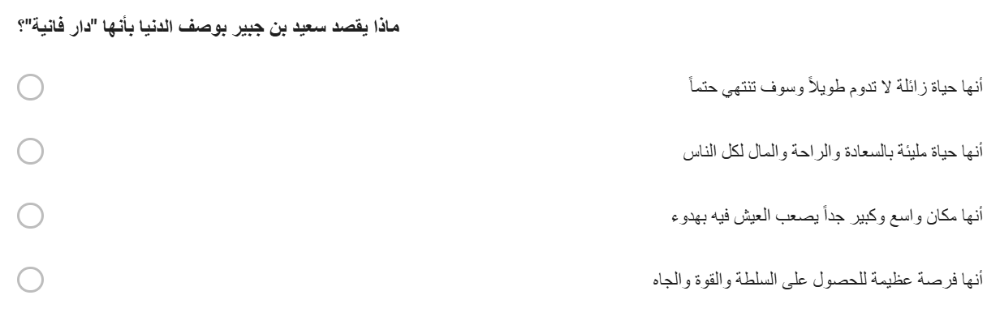 ماذا يقصد سعيد بن جبير بوصف الدنيا بأنها "دار فانية"؟
أنها حياة زائلة لا تدوم طويلاً وسوف تنتهي حتماً
أنها حياة مليئة بالسعادة والراحة والمال لكل الناس
أنها مكان واسع وكبير جداً يصعب العيش فيه بهدوء
أنها فرصة عظيمة للحصول على السلطة والقوة والجاه